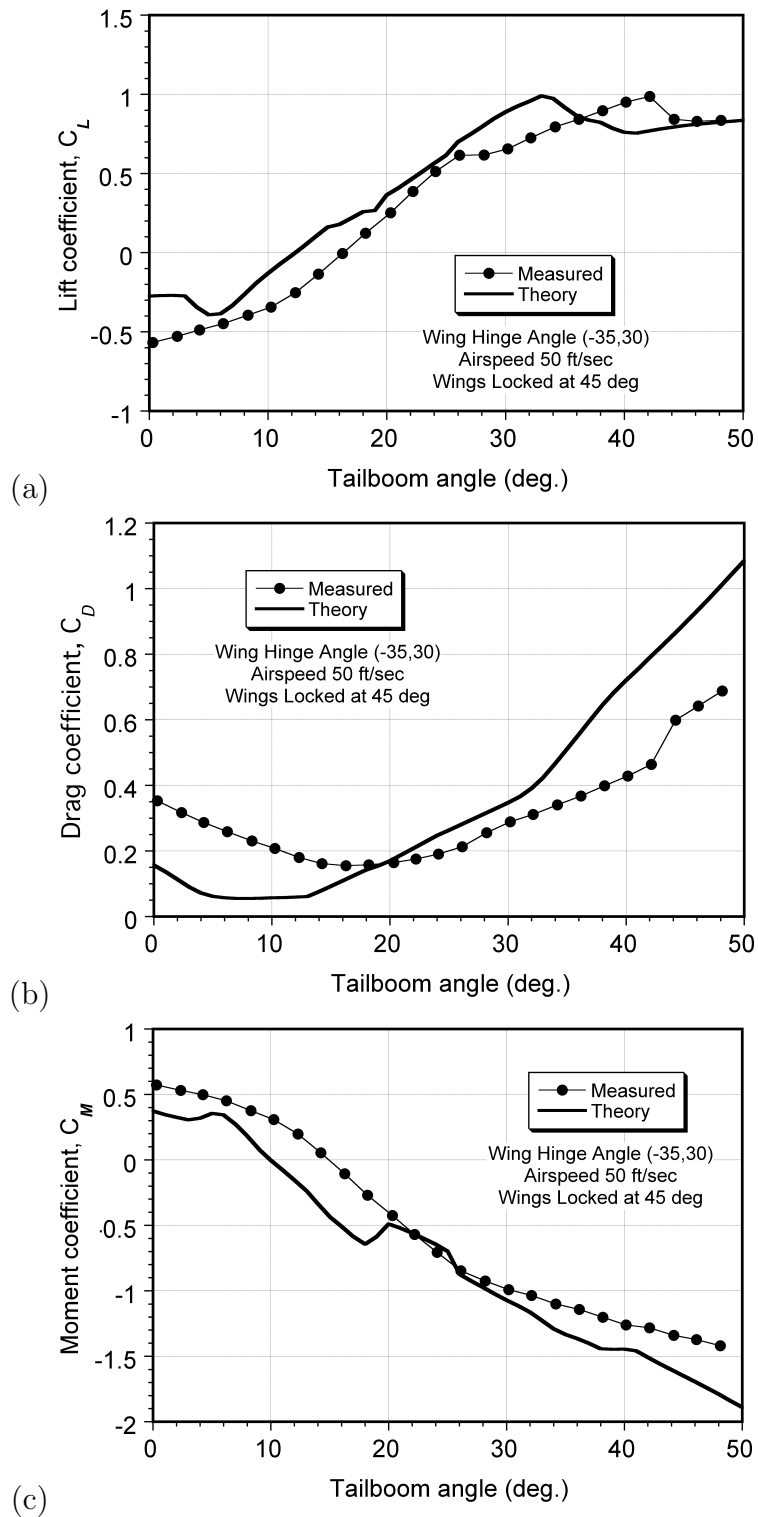 1.5
1
0.5
0
-0.5
-1
Lift coefficient, C_L
Measured
Theory
Wing Hinge Angle (-35,30)
Airspeed 50 ft/sec
Wings Locked at 45 deg
0 10 20 30 40 50
Tailboom angle (deg.)
(a)
1.2
1
0.8
0.6
0.4
0.2
0
Drag coefficient, C_D
Measured
Theory
Wing Hinge Angle (-35,30)
Airspeed 50 ft/sec
Wings Locked at 45 deg
0 10 20 30 40 50
Tailboom angle (deg.)
(b)
1
0.5
0
-0.5
-1
-1.5
-2
Moment coefficient, C_M
Measured
Theory
Wing Hinge Angle (-35,30)
Airspeed 50 ft/sec
Wings Locked at 45 deg
0 10 20 30 40 50
Tailboom angle (deg.)
(c)